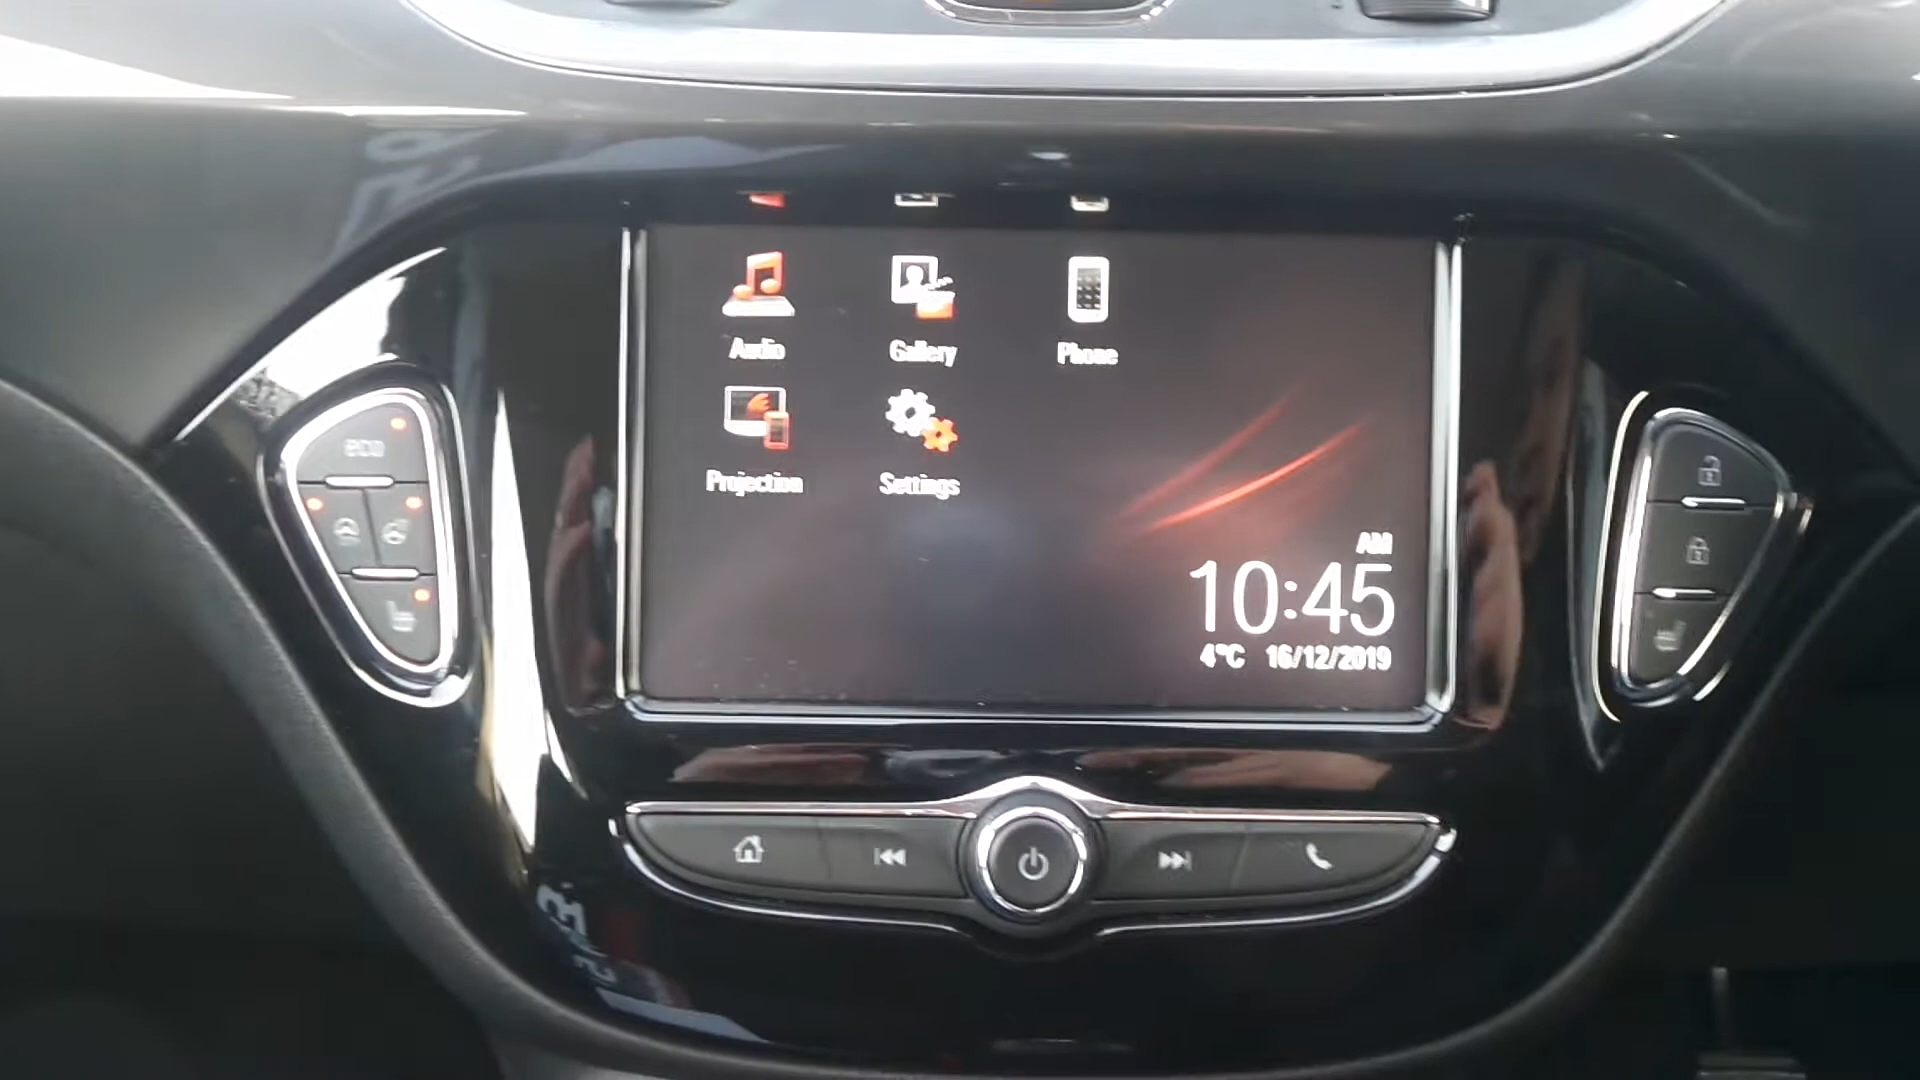 Audio
Gallery
Phone
eco
Projection
Settings
AM
10:45
4°C 16/12/2019